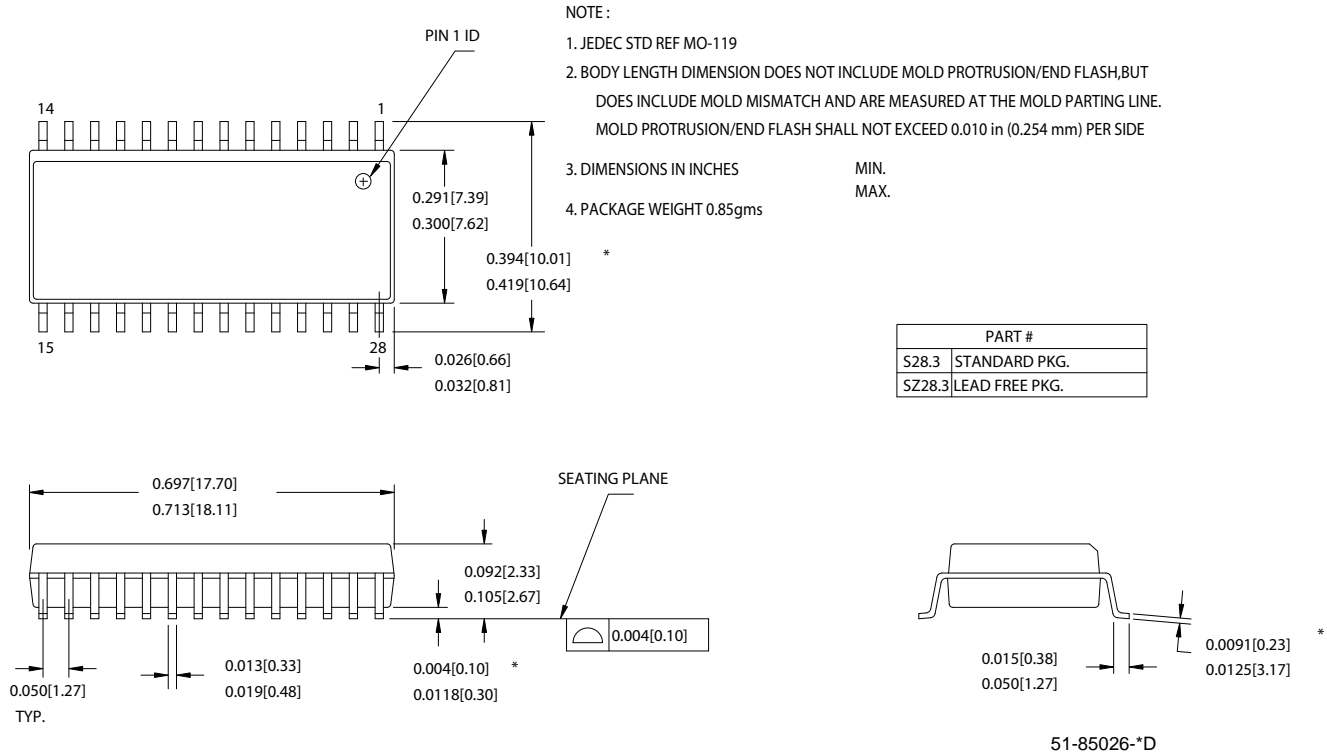 NOTE :
1. JEDEC STD REF MO-119
2. BODY LENGTH DIMENSION DOES NOT INCLUDE MOLD PROTRUSION/END FLASH,BUT
DOES INCLUDE MOLD MISMATCH AND ARE MEASURED AT THE MOLD PARTING LINE.
MOLD PROTRUSION/END FLASH SHALL NOT EXCEED 0.010 in (0.254 mm) PER SIDE
3. DIMENSIONS IN INCHES MIN.
MAX.
4. PACKAGE WEIGHT 0.85gms
PIN 1 ID
14 1
0.291[7.39]
0.300[7.62]
0.394[10.01] *
0.419[10.64]
15 28
0.026[0.66]
0.032[0.81]
PART #
S28.3 STANDARD PKG.
SZ28.3 LEAD FREE PKG.
0.697[17.70]
0.713[18.11]
SEATING PLANE
0.092[2.33]
0.105[2.67]
0.004[0.10]
0.013[0.33]
0.019[0.48]
0.004[0.10] *
0.0118[0.30]
0.050[1.27]
TYP.
0.015[0.38]
0.050[1.27]
0.0091[0.23] *
0.0125[3.17]
51-85026-*D